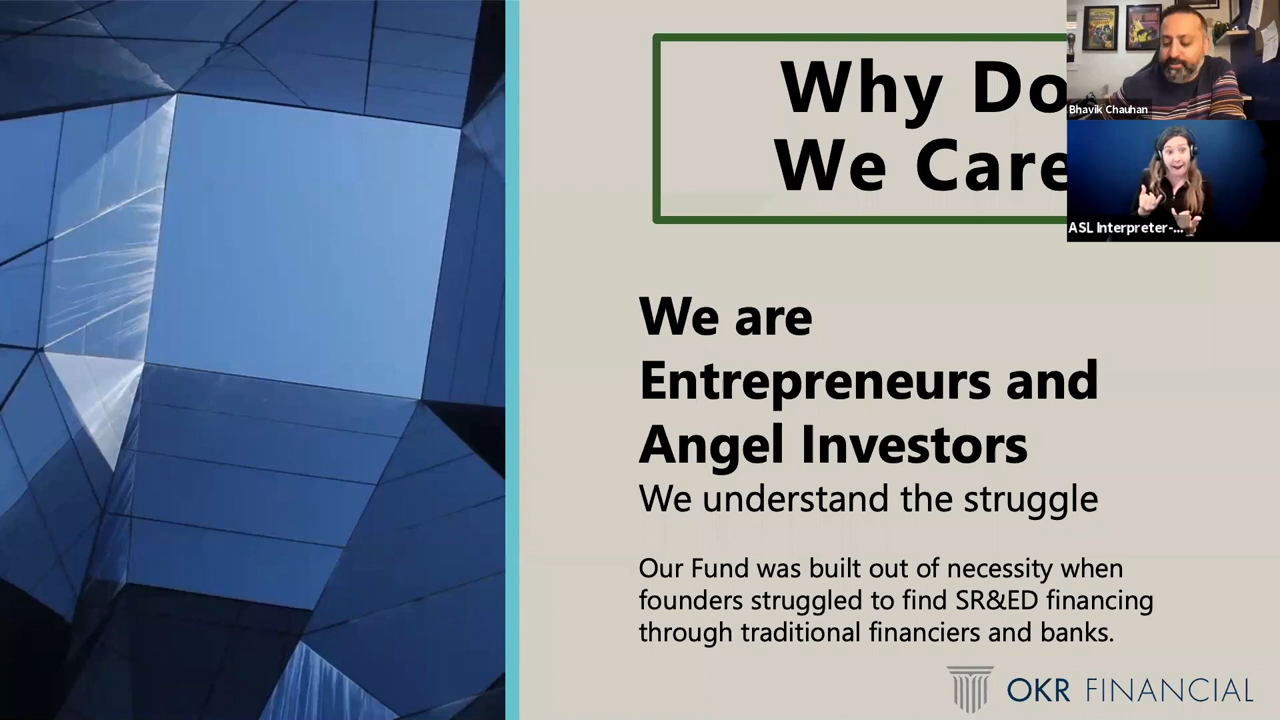 Why Do
We Care
Bhavik Chauhan
ASL Interpreter-...
We are
Entrepreneurs and
Angel Investors
We understand the struggle
Our Fund was built out of necessity when
founders struggled to find SR&ED financing
through traditional financiers and banks.
OKR FINANCIAL